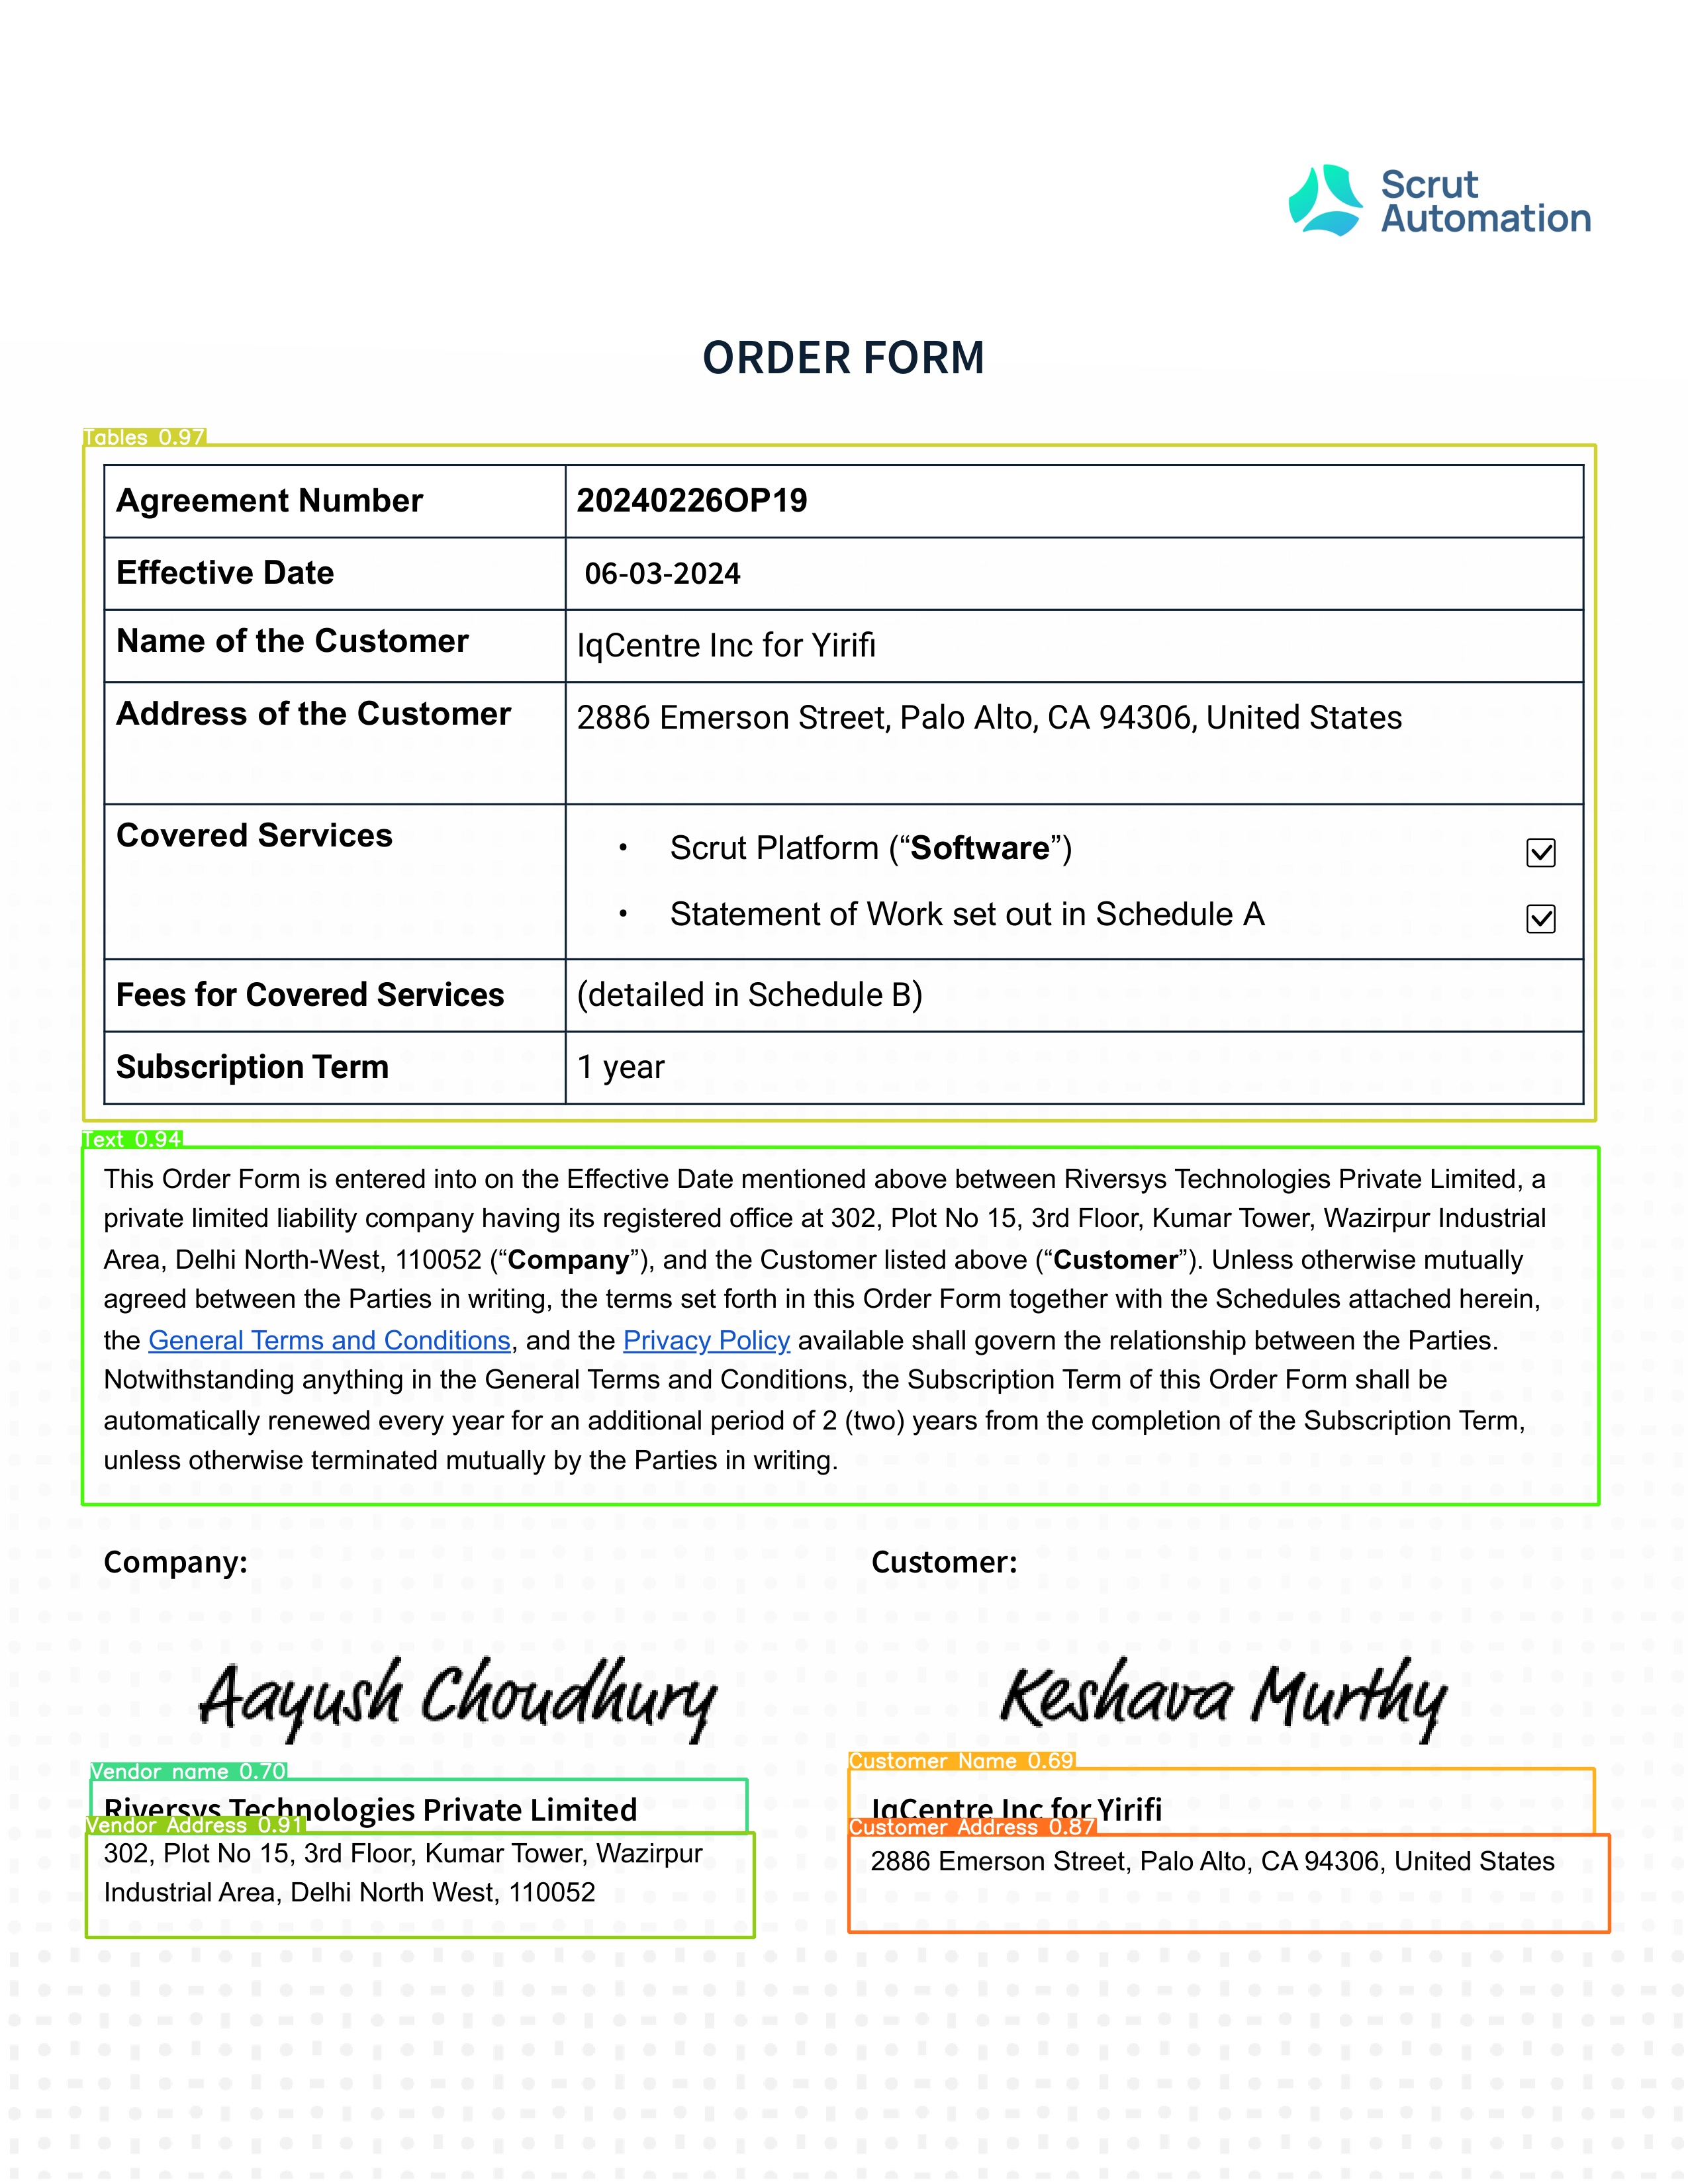 Scrut
Automation
ORDER FORM
Tables 0.97
Agreement Number 20240226OP19
Effective Date 06-03-2024
Name of the Customer IqCentre Inc for Yirifi
Address of the Customer 2886 Emerson Street, Palo Alto, CA 94306, United States
Covered Services • Scrut Platform (“Software”)
• Statement of Work set out in Schedule A
Fees for Covered Services (detailed in Schedule B)
Subscription Term 1 year
Text 0.94
This Order Form is entered into on the Effective Date mentioned above between Riversys Technologies Private Limited, a
private limited liability company having its registered office at 302, Plot No 15, 3rd Floor, Kumar Tower, Wazirpur Industrial
Area, Delhi North-West, 110052 (“Company”), and the Customer listed above (“Customer”). Unless otherwise mutually
agreed between the Parties in writing, the terms set forth in this Order Form together with the Schedules attached herein,
the General Terms and Conditions, and the Privacy Policy available shall govern the relationship between the Parties.
Notwithstanding anything in the General Terms and Conditions, the Subscription Term of this Order Form shall be
automatically renewed every year for an additional period of 2 (two) years from the completion of the Subscription Term,
unless otherwise terminated mutually by the Parties in writing.
Company: Customer:
Aayush Choudhury Keshava Murthy
Vendor name 0.70 Customer Name 0.69
Riversys Technologies Private Limited IqCentre Inc for Yirifi
Vendor Address 0.91 Customer Address 0.87
302, Plot No 15, 3rd Floor, Kumar Tower, Wazirpur 2886 Emerson Street, Palo Alto, CA 94306, United States
Industrial Area, Delhi North West, 110052